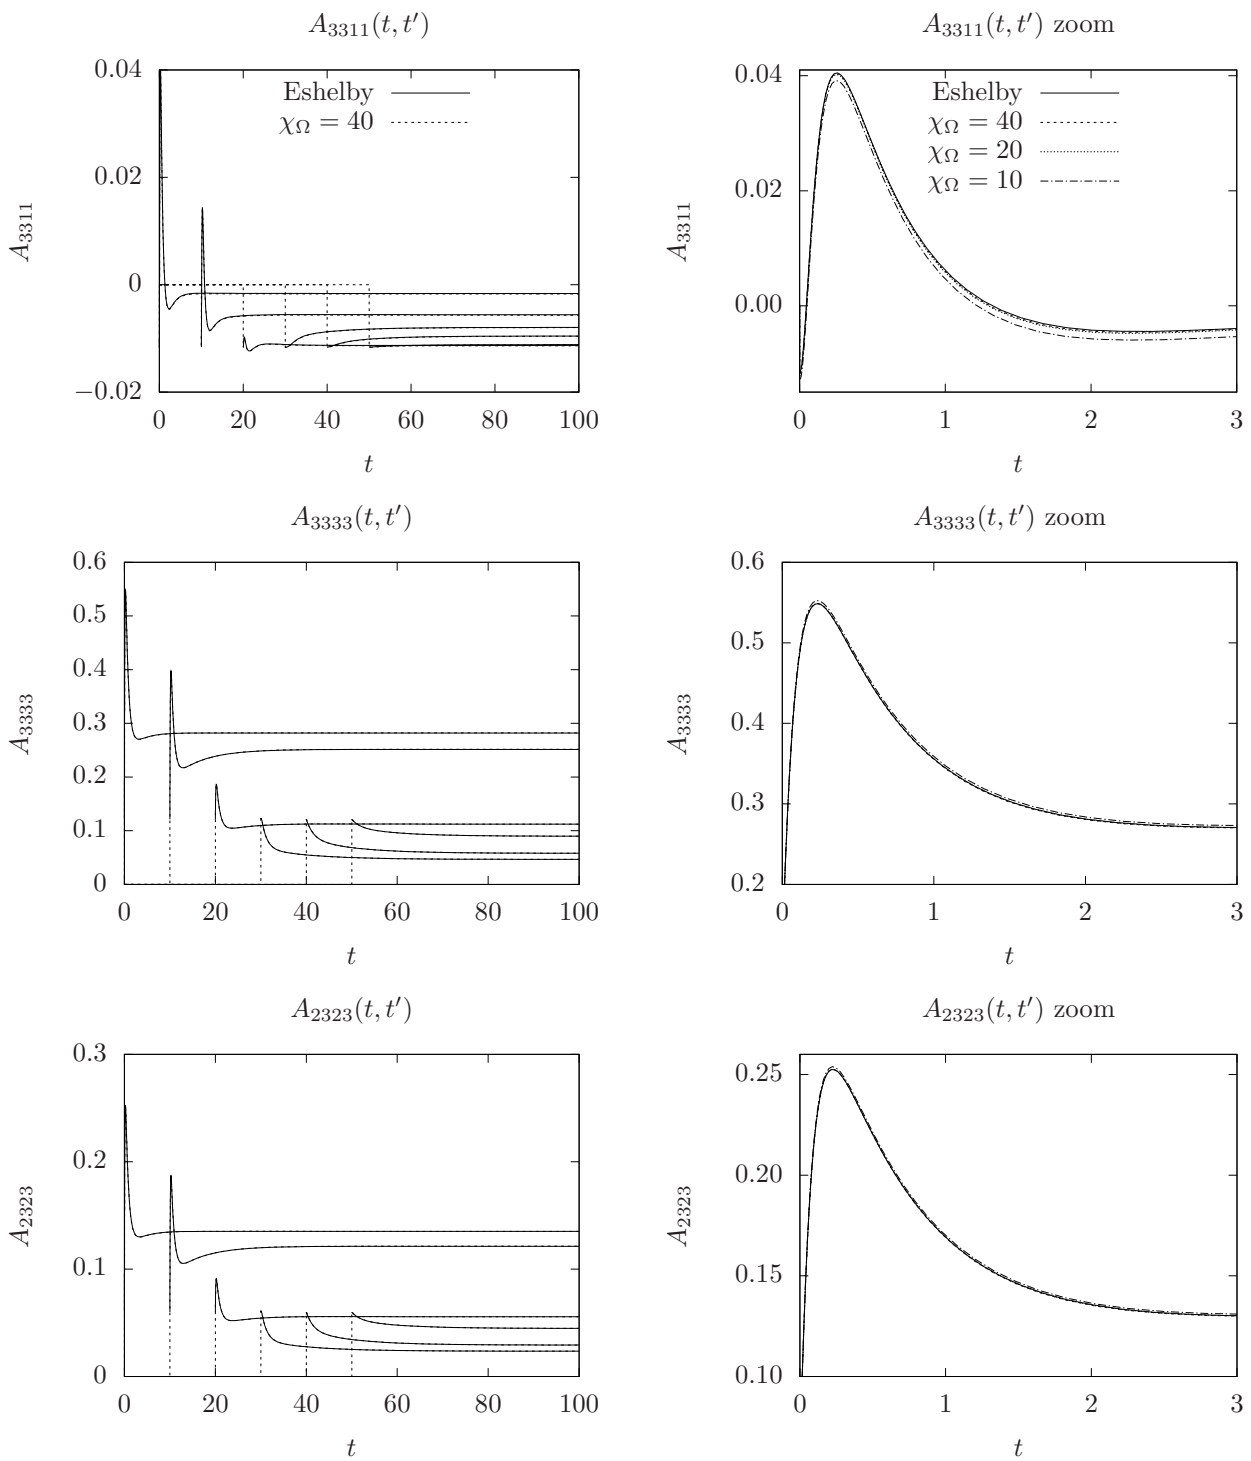 A₃₃₁₁(t, t′)
0.04
0.02
0
−0.02
A₃₃₁₁
Eshelby
χ_Ω = 40
0 20 40 60 80 100
t
A₃₃₁₁(t, t′) zoom
0.04
0.02
0.00
A₃₃₁₁
Eshelby
χ_Ω = 40
χ_Ω = 20
χ_Ω = 10
0 1 2 3
t
A₃₃₃₃(t, t′)
0.6
0.5
0.4
0.3
0.2
0.1
0
A₃₃₃₃
0 20 40 60 80 100
t
A₃₃₃₃(t, t′) zoom
0.6
0.5
0.4
0.3
0.2
A₃₃₃₃
0 1 2 3
t
A₂₃₂₃(t, t′)
0.3
0.2
0.1
0
A₂₃₂₃
0 20 40 60 80 100
t
A₂₃₂₃(t, t′) zoom
0.25
0.20
0.15
0.10
A₂₃₂₃
0 1 2 3
t